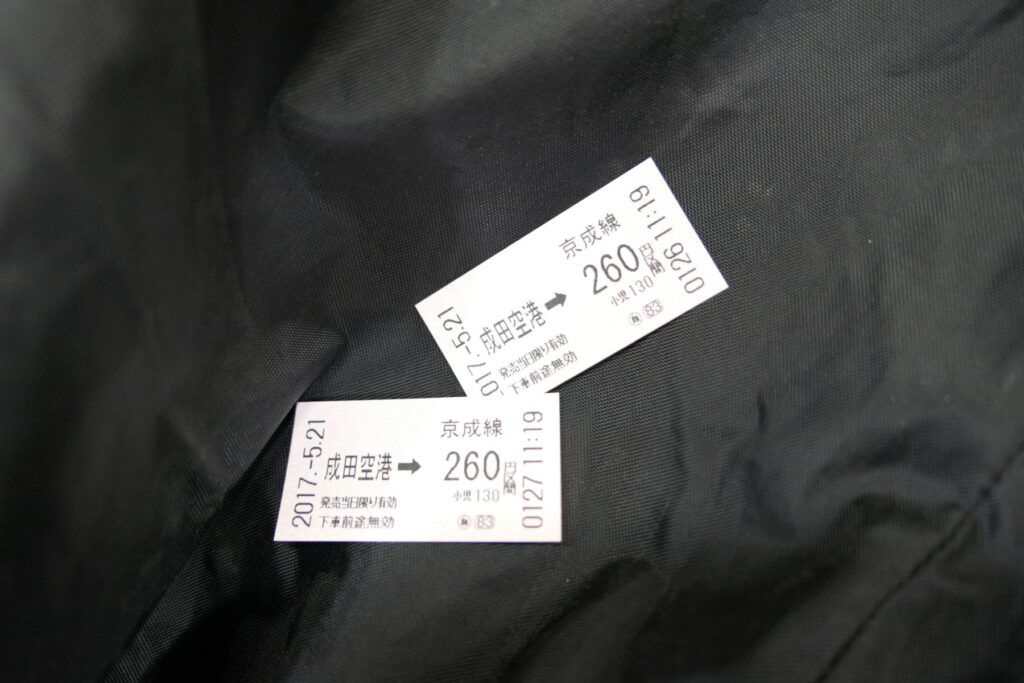 京成線
成田空港➡260円区間
小児130
発売当日限り有効
下車前途無効
83
017.-5.21
0126 11:19
京成線
成田空港➡260円区間
小児130
発売当日限り有効
下車前途無効
83
2017.-5.21
0127 11:19